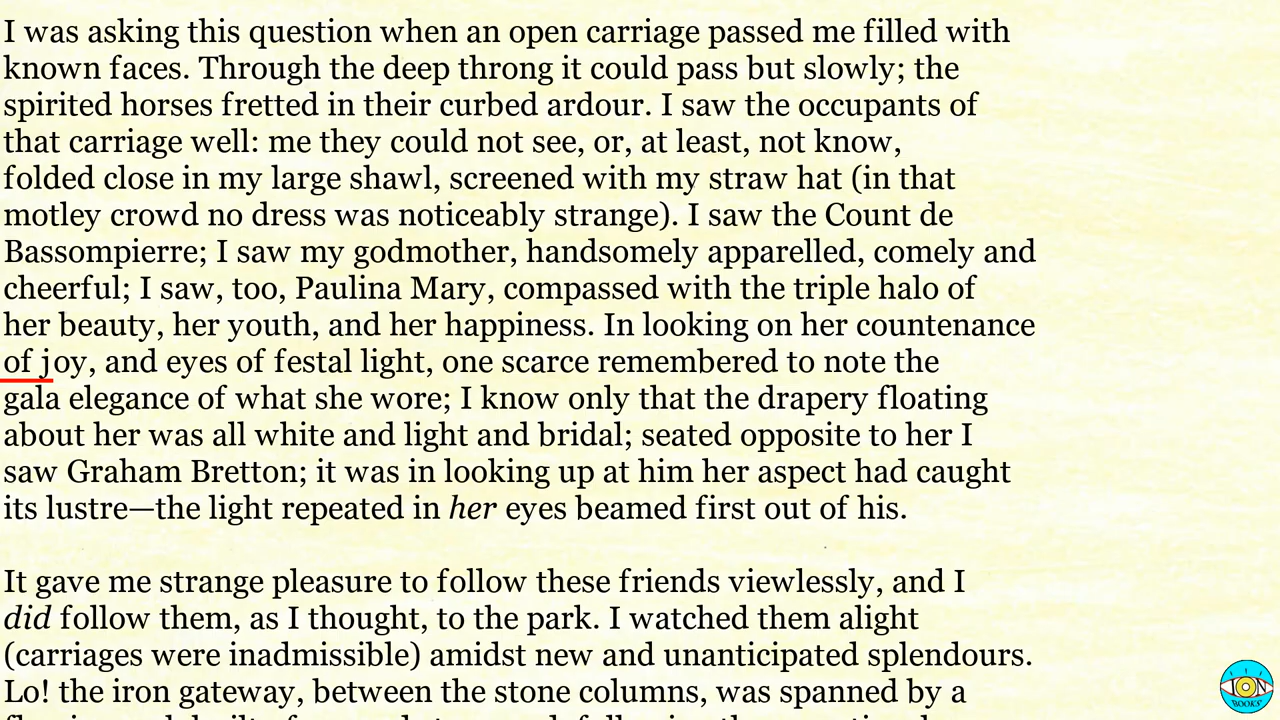 I was asking this question when an open carriage passed me filled with
known faces. Through the deep throng it could pass but slowly; the
spirited horses fretted in their curbed ardour. I saw the occupants of
that carriage well: me they could not see, or, at least, not know,
folded close in my large shawl, screened with my straw hat (in that
motley crowd no dress was noticeably strange). I saw the Count de
Bassompierre; I saw my godmother, handsomely apparelled, comely and
cheerful; I saw, too, Paulina Mary, compassed with the triple halo of
her beauty, her youth, and her happiness. In looking on her countenance
of joy, and eyes of festal light, one scarce remembered to note the
gala elegance of what she wore; I know only that the drapery floating
about her was all white and light and bridal; seated opposite to her I
saw Graham Bretton; it was in looking up at him her aspect had caught
its lustre—the light repeated in her eyes beamed first out of his.
It gave me strange pleasure to follow these friends viewlessly, and I
did follow them, as I thought, to the park. I watched them alight
(carriages were inadmissible) amidst new and unanticipated splendours.
Lo! the iron gateway, between the stone columns, was spanned by a
ION
BOOKS